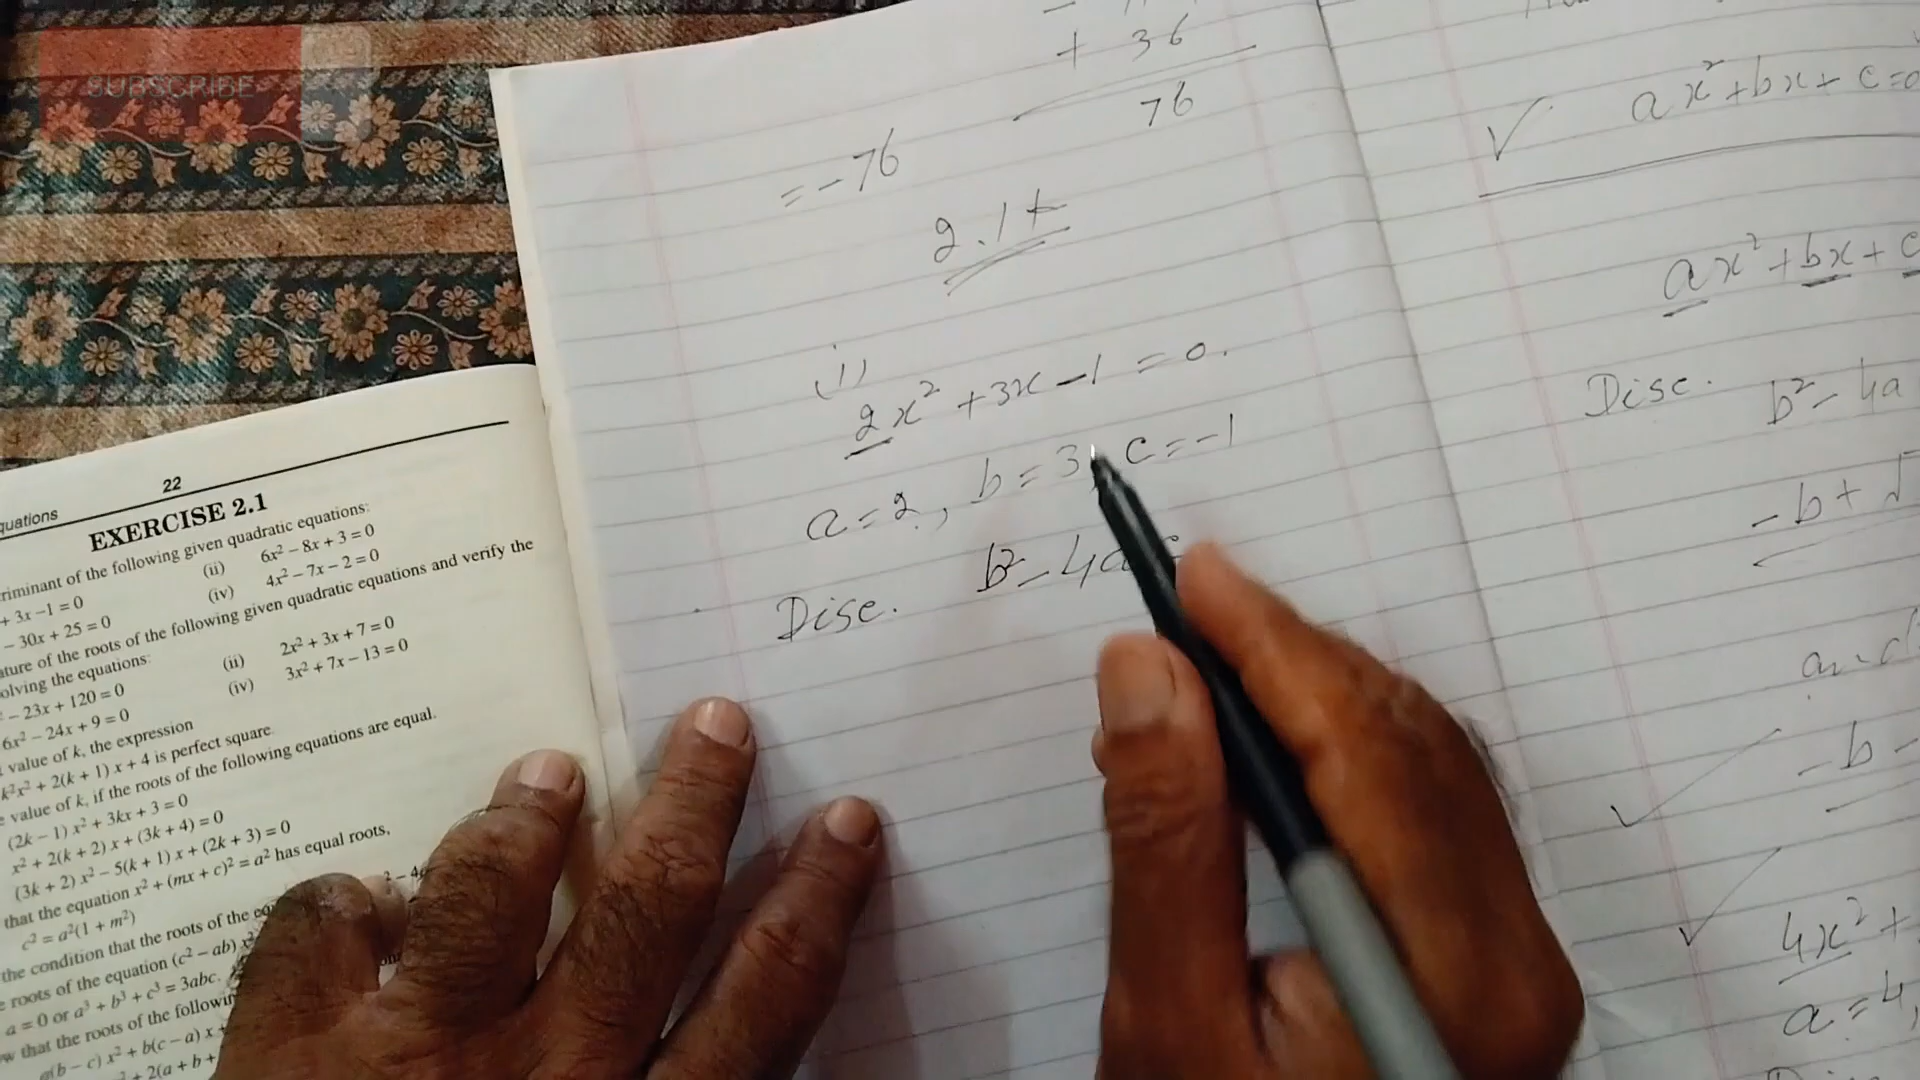 SUBSCRIBE
+ 36
76
= -76
2.1
(i)
2x² + 3x - 1 = 0.
a = 2, b = 3, c = -1
Disc. b² - 4ac
ax² + bx + c = 0
ax² + bx + c
Disc. b² - 4a
-b + √
and
-b -
4x² +
a = 4,
quations
22
EXERCISE 2.1
riminant of the following given quadratic equations:
+ 3x - 1 = 0 (ii) 6x² - 8x + 3 = 0
- 30x + 25 = 0 (iv) 4x² - 7x - 2 = 0
ature of the roots of the following given quadratic equations and verify the
olving the equations:
- 23x + 120 = 0 (ii) 2x² + 3x + 7 = 0
6x² - 24x + 9 = 0 (iv) 3x² + 7x - 13 = 0
value of k, the expression
k²x² + 2(k + 1) x + 4 is perfect square.
value of k, if the roots of the following equations are equal.
(2k - 1) x² + 3kx + 3 = 0
x² + 2(k + 2) x + (3k + 4) = 0
(3k + 2) x² - 5(k + 1) x + (2k + 3) = 0
that the equation x² + (mx + c)² = a² has equal roots,
c² = a²(1 + m²)
the condition that the roots of the
roots of the equation (c² - ab) x²
a = 0 or a³ + b³ + c³ = 3abc.
w that the roots of the
a(b - c) x² + b(c - a) x +
+ 2(a + b +